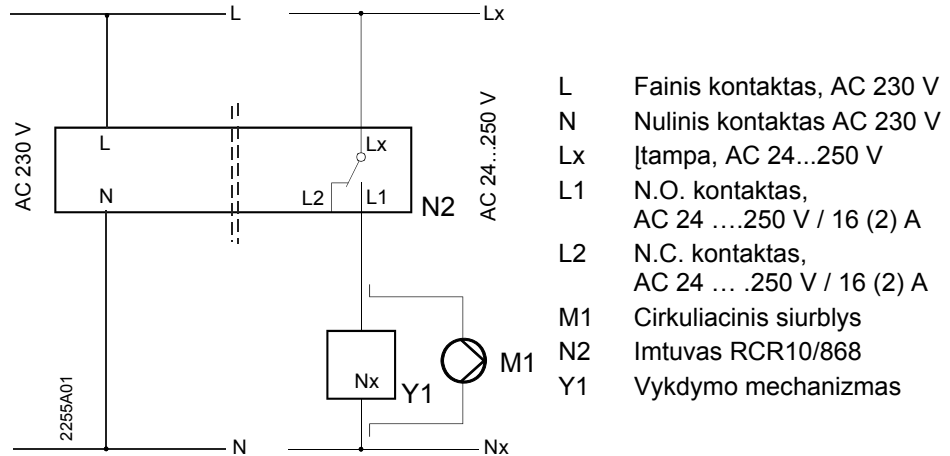 L
Lx
AC 230 V
L
N
Lx
L2
L1
N2
AC 24...250 V
Nx
Y1
M1
2255A01
N
Nx
L Fainis kontaktas, AC 230 V
N Nulinis kontaktas AC 230 V
Lx Įtampa, AC 24...250 V
L1 N.O. kontaktas,
AC 24 ….250 V / 16 (2) A
L2 N.C. kontaktas,
AC 24 … .250 V / 16 (2) A
M1 Cirkuliacinis siurblys
N2 Imtuvas RCR10/868
Y1 Vykdymo mechanizmas